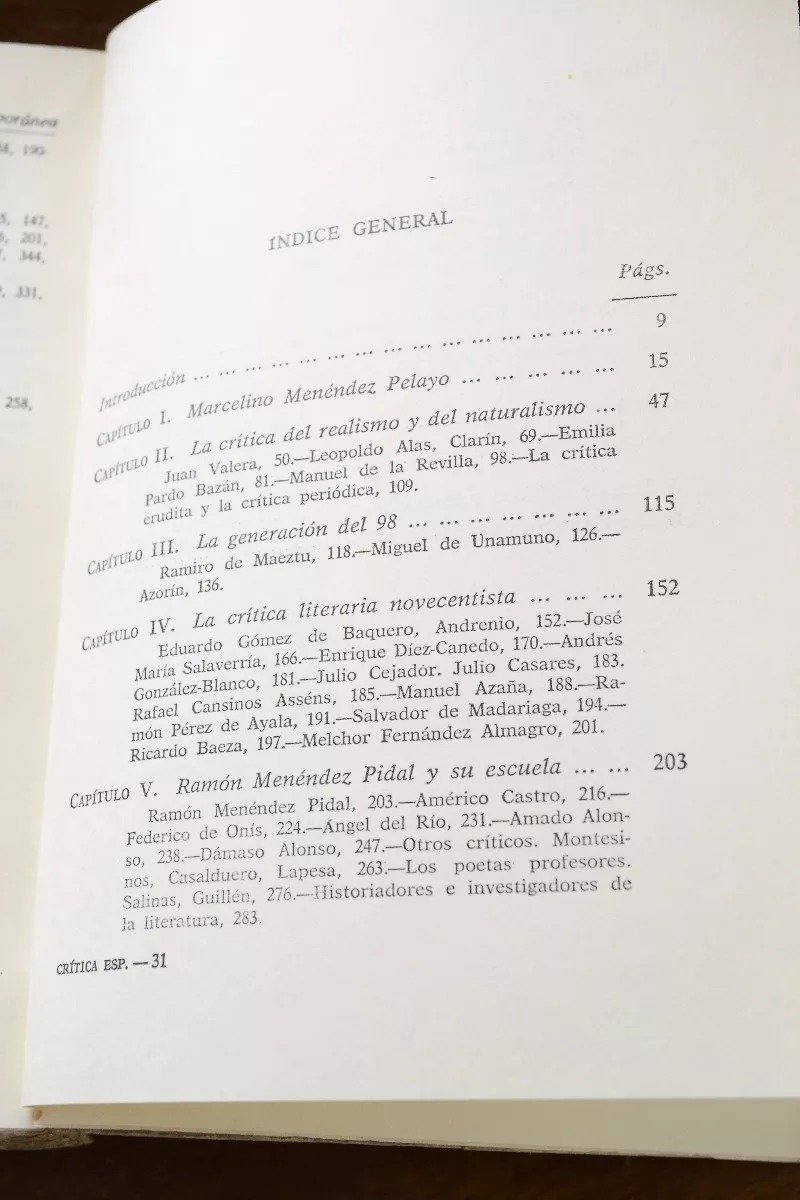 poránea
190-
147,
201,
344,
331,
258,
INDICE GENERAL
Págs.
Introducción ... ... ... ... ... ... ... ... ... ... ... ... ... ... ... 9
CAPÍTULO I. Marcelino Menéndez Pelayo ... ... ... ... ... ... 15
CAPÍTULO II. La crítica del realismo y del naturalismo ... 47
Juan Valera, 50.—Leopoldo Alas, Clarín, 69.—Emilia
Pardo Bazán, 81.—Manuel de la Revilla, 98.—La crítica
erudita y la crítica periódica, 109.
CAPÍTULO III. La generación del 98 ... ... ... ... ... ... ... ... 115
Ramiro de Maeztu, 118.—Miguel de Unamuno, 126.—
Azorín, 136.
CAPÍTULO IV. La crítica literaria novecentista ... ... ... ... 152
Eduardo Gómez de Baquero, Andrenio, 152.—José
María Salaverría, 166.—Enrique Díez-Canedo, 170.—Andrés
González-Blanco, 181.—Julio Cejador. Julio Casares, 183.
Rafael Cansinos Asséns, 185.—Manuel Azaña, 188.—Ra-
món Pérez de Ayala, 191.—Salvador de Madariaga, 194.—
Ricardo Baeza, 197.—Melchor Fernández Almagro, 201.
CAPÍTULO V. Ramón Menéndez Pidal y su escuela ... ... 203
Ramón Menéndez Pidal, 203.—Américo Castro, 216.—
Federico de Onís, 224.—Ángel del Río, 231.—Amado Alon-
so, 238.—Dámaso Alonso, 247.—Otros críticos. Montesi-
nos, Casalduero, Lapesa, 263.—Los poetas profesores.
Salinas, Guillén, 276.—Historiadores e investigadores de
la literatura, 283.
CRÍTICA ESP. — 31